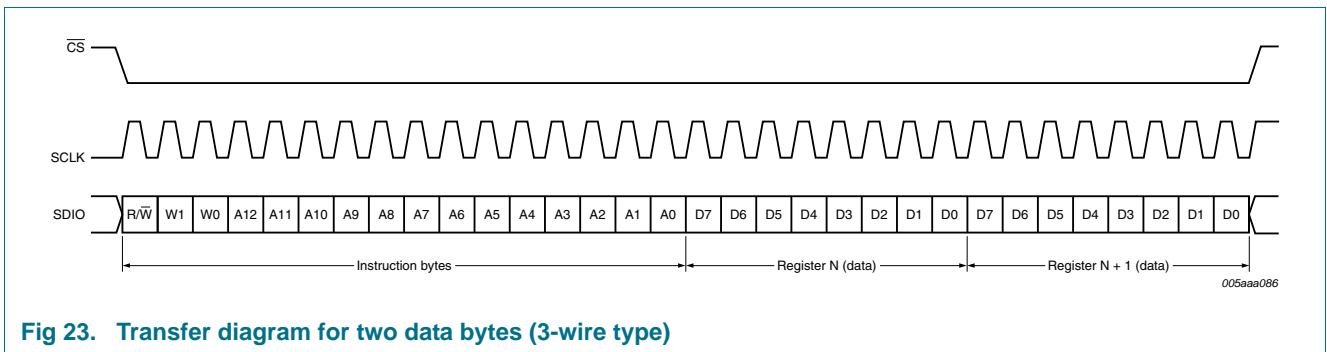 CS
SCLK
SDIO R/W W1 W0 A12 A11 A10 A9 A8 A7 A6 A5 A4 A3 A2 A1 A0 D7 D6 D5 D4 D3 D2 D1 D0 D7 D6 D5 D4 D3 D2 D1 D0
Instruction bytes Register N (data) Register N + 1 (data)
005aaa086
Fig 23. Transfer diagram for two data bytes (3-wire type)